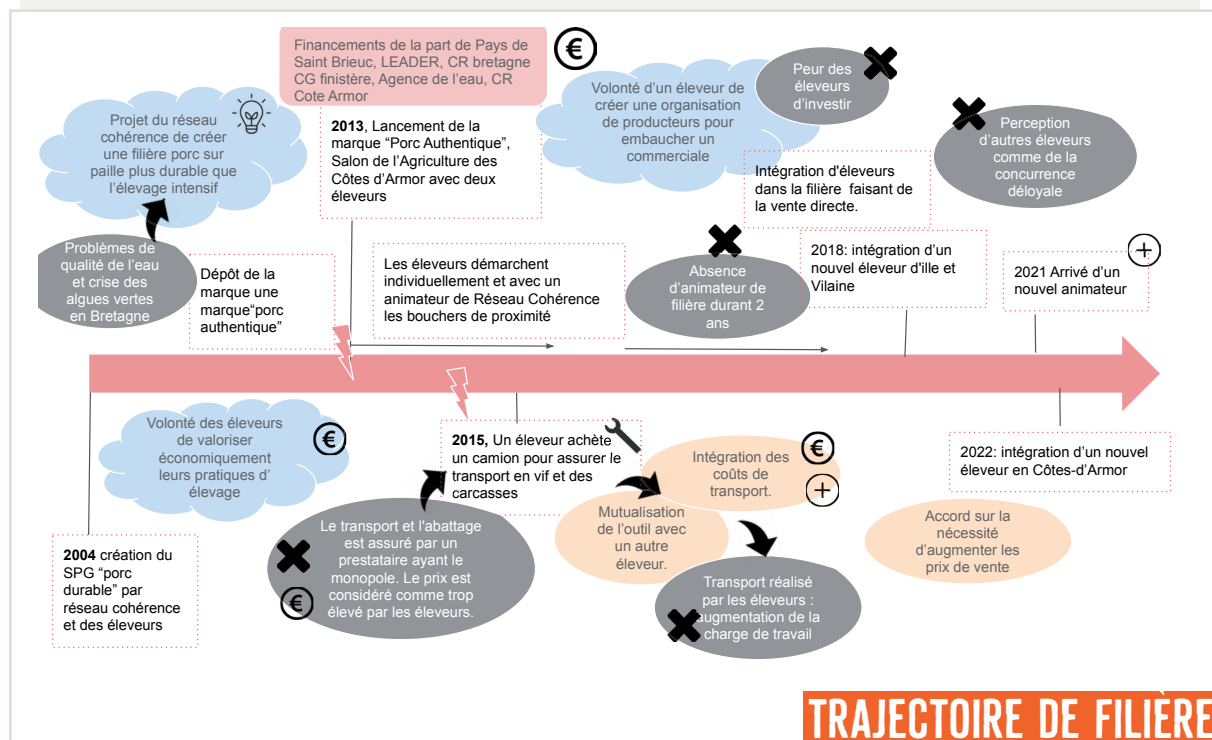 Financements de la part de Pays de
Saint Brieuc, LEADER, CR bretagne
CG finistère, Agence de l'eau, CR
Cote Armor
€
Projet du réseau
cohérence de créer
une filière porc sur
paille plus durable que
l'élevage intensif
2013, Lancement de la
marque "Porc Authentique",
Salon de l'Agriculture des
Côtes d'Armor avec deux
éleveurs
Volonté d'un éleveur de
créer une organisation
de producteurs pour
embaucher un
commerciale
Peur des
éleveurs
d'investir
Perception
d'autres éleveurs
comme de la
concurrence
déloyale
Intégration d'éleveurs
dans la filière faisant de
la vente directe.
Problèmes de
qualité de l'eau
et crise des
algues vertes
en Bretagne
Dépôt de la
marque une
marque"porc
authentique"
Les éleveurs démarchent
individuellement et avec un
animateur de Réseau Cohérence
les bouchers de proximité
Absence
d'animateur de
filière durant 2
ans
2018: intégration d'un
nouvel éleveur d'ille et
Vilaine
+
2021 Arrivé d'un
nouvel animateur
Volonté des éleveurs
de valoriser
économiquement
leurs pratiques d'
élevage
€
2015, Un éleveur achète
un camion pour assurer le
transport en vif et des
carcasses
Intégration des
coûts de
transport.
€
+
2022: intégration d'un nouvel
éleveur en Côtes-d'Armor
2004 création du
SPG "porc
durable" par
réseau cohérence
et des éleveurs
Le transport et l'abattage
est assuré par un
prestataire ayant le
monopole. Le prix est
considéré comme trop
élevé par les éleveurs.
€
Mutualisation
de l'outil avec
un autre
éleveur.
Transport réalisé
par les éleveurs :
augmentation de la
charge de travail
Accord sur la
nécessité
d'augmenter les
prix de vente
TRAJECTOIRE DE FILIÈRE